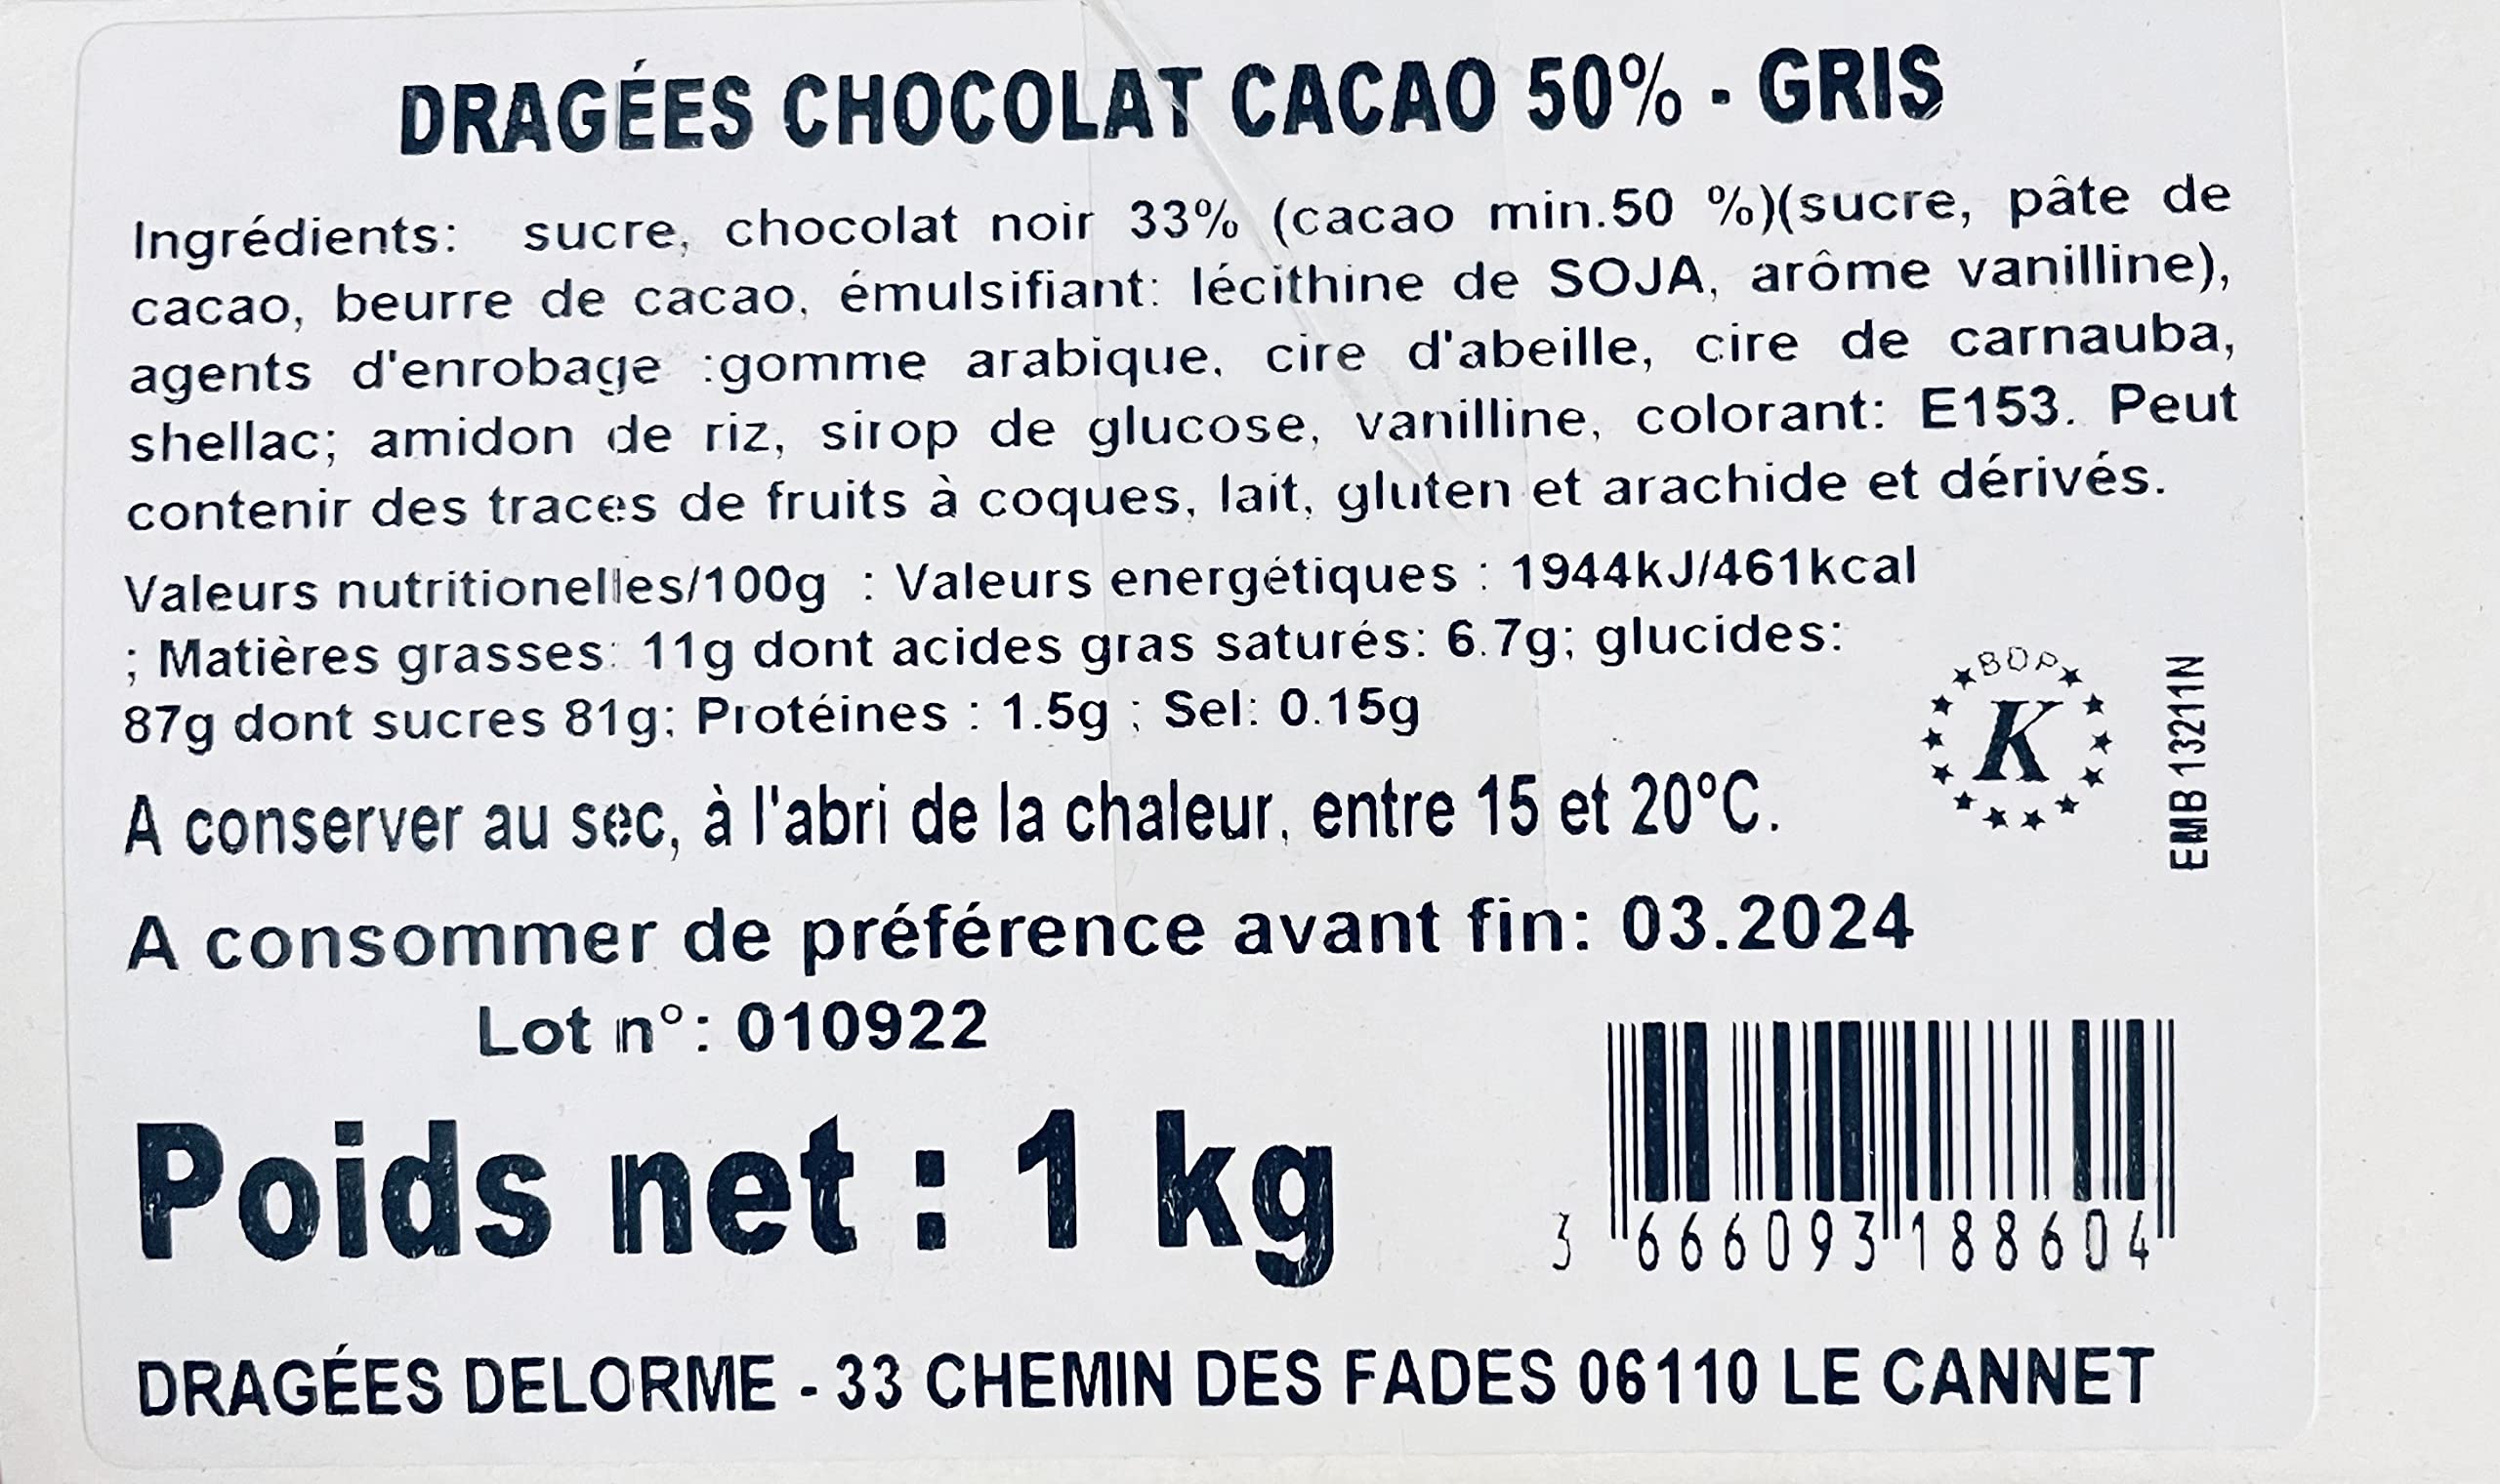 DRAGÉES CHOCOLAT CACAO 50% - GRIS
Ingrédients: sucre, chocolat noir 33% (cacao min.50 %)(sucre, pâte de
cacao, beurre de cacao, émulsifiant: lécithine de SOJA, arôme vanilline),
agents d'enrobage :gomme arabique, cire d'abeille, cire de carnauba,
shellac; amidon de riz, sirop de glucose, vanilline, colorant: E153. Peut
contenir des traces de fruits à coques, lait, gluten et arachide et dérivés.
Valeurs nutritionelles/100g : Valeurs energétiques : 1944kJ/461kcal
; Matières grasses: 11g dont acides gras saturés: 6.7g; glucides:
87g dont sucres 81g; Protéines : 1.5g ; Sel: 0.15g
BDP
K
EMB 13211N
A conserver au sec, à l'abri de la chaleur, entre 15 et 20°C.
A consommer de préférence avant fin: 03.2024
Lot n°: 010922
Poids net : 1 kg
3 666093 188604
DRAGÉES DELORME - 33 CHEMIN DES FADES 06110 LE CANNET